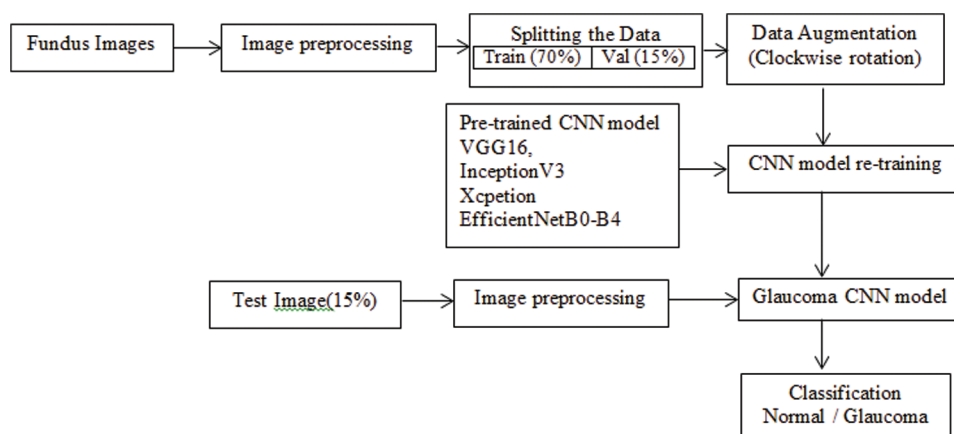 Fundus Images
Image preprocessing
Splitting the Data
Train (70%) Val (15%)
Data Augmentation
(Clockwise rotation)
Pre-trained CNN model
VGG16,
InceptionV3
Xcpetion
EfficientNetB0-B4
CNN model re-training
Test Image(15%)
Image preprocessing
Glaucoma CNN model
Classification
Normal / Glaucoma